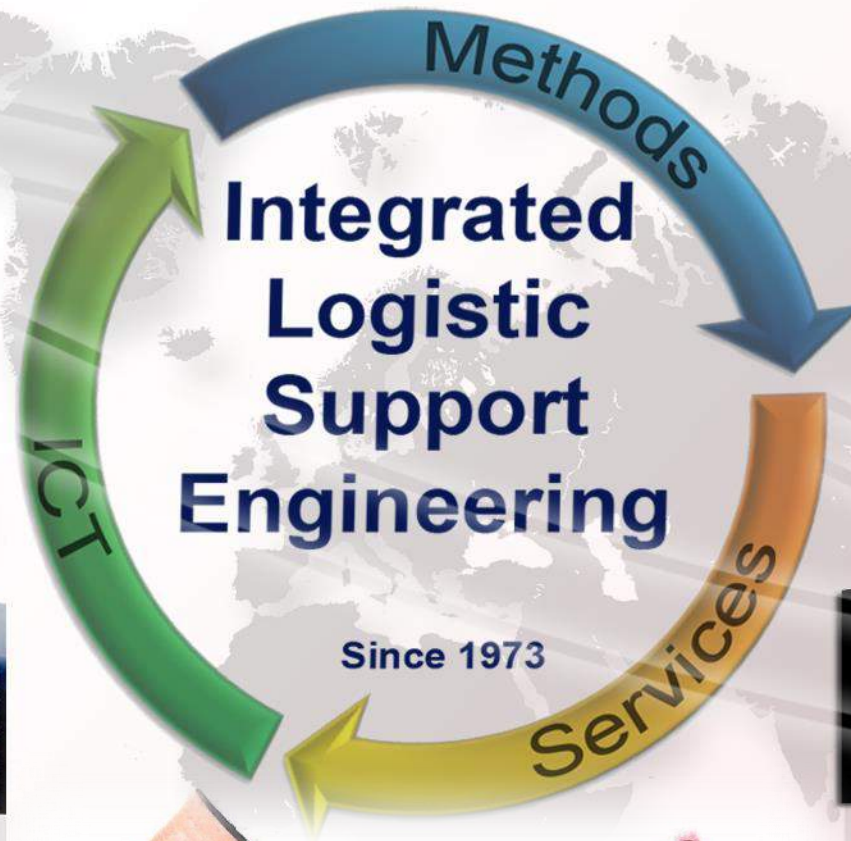 Methods
Integrated
Logistic
Support
Engineering
ICT
Since 1973
Services